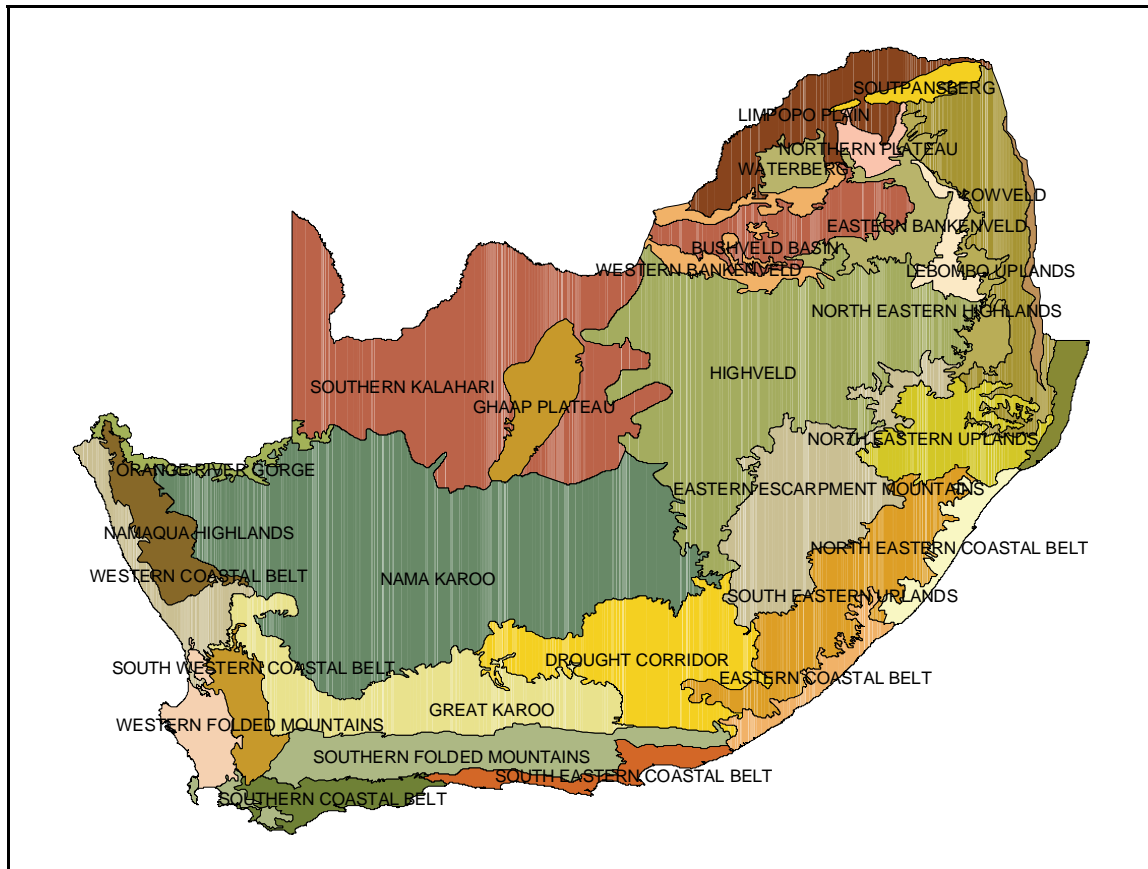 SOUTPANSBERG
LIMPOPO PLAIN
NORTHERN PLATEAU
WATERBERG
LOWVELD
EASTERN BANKENVELD
BUSHVELD BASIN
WESTERN BANKENVELD
LEBOMBO UPLANDS
NORTH EASTERN HIGHLANDS
HIGHVELD
SOUTHERN KALAHARI
GHAAP PLATEAU
NORTH EASTERN UPLANDS
ORANGE RIVER GORGE
EASTERN ESCARPMENT MOUNTAINS
NAMAQUA HIGHLANDS
NORTH EASTERN COASTAL BELT
WESTERN COASTAL BELT
NAMA KAROO
SOUTH EASTERN UPLANDS
DROUGHT CORRIDOR
SOUTH WESTERN COASTAL BELT
EASTERN COASTAL BELT
GREAT KAROO
WESTERN FOLDED MOUNTAINS
SOUTHERN FOLDED MOUNTAINS
SOUTH EASTERN COASTAL BELT
SOUTHERN COASTAL BELT